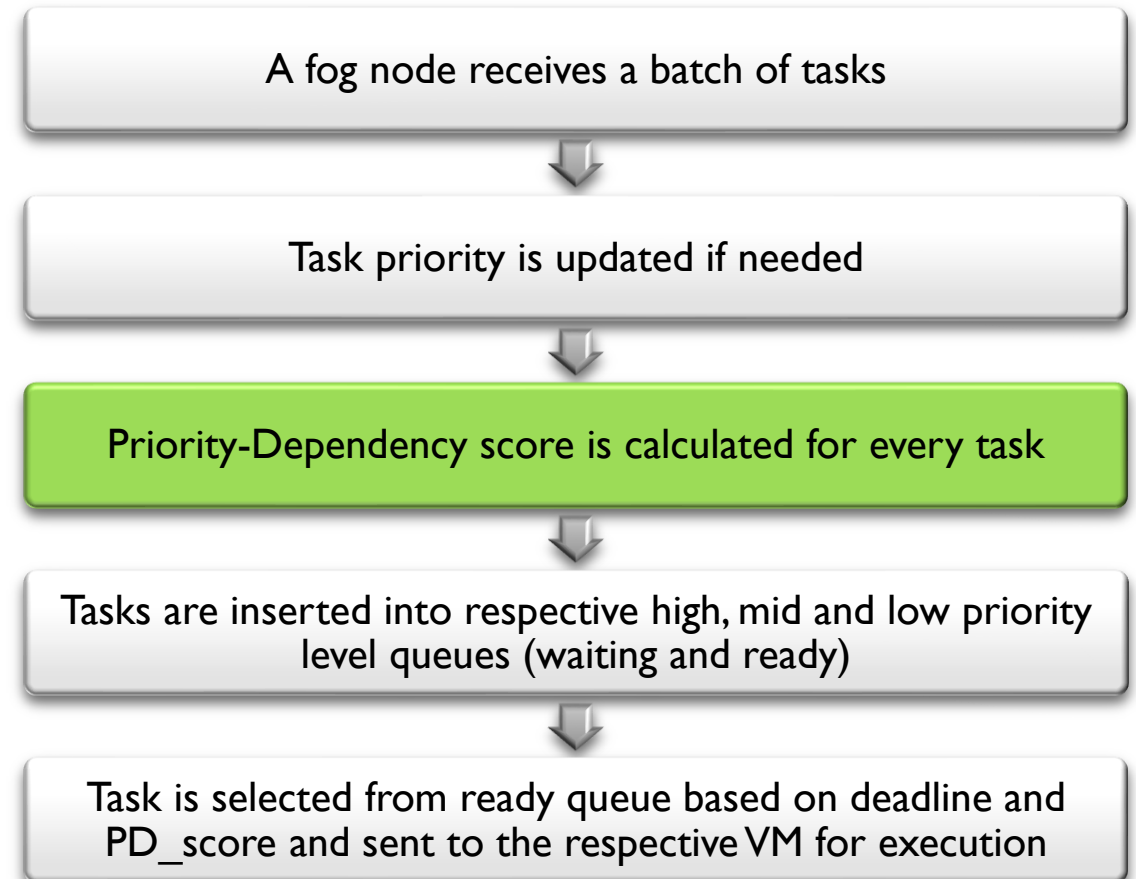 A fog node receives a batch of tasks
Task priority is updated if needed
Priority-Dependency score is calculated for every task
Tasks are inserted into respective high, mid and low priority
level queues (waiting and ready)
Task is selected from ready queue based on deadline and
PD_score and sent to the respective VM for execution